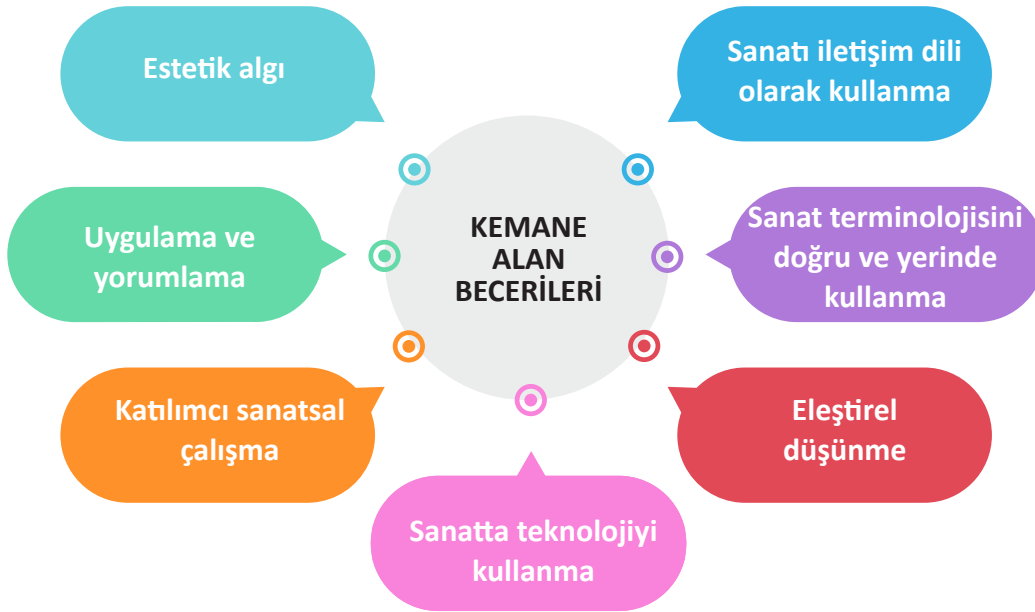 Estetik algı
Sanatı iletişim dili
olarak kullanma
Uygulama ve
yorumlama
KEMANE
ALAN
BECERİLERİ
Sanat terminolojisini
doğru ve yerinde
kullanma
Katılımcı sanatsal
çalışma
Eleştirel
düşünme
Sanatta teknolojiyi
kullanma